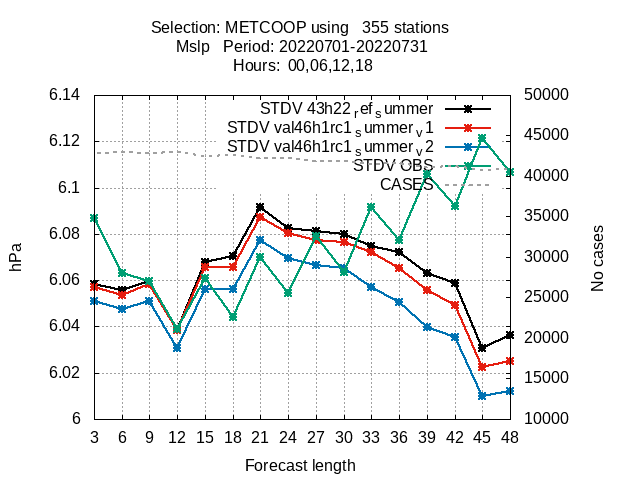 Selection: METCOOP using   355 stations
Mslp   Period: 20220701-20220731
Hours:  00,06,12,18
STDV 43h22_ref_summer
STDV val46h1rc1_summer_v1
STDV val46h1rc1_summer_v2
STDV OBS
CASES
6.14
6.12
6.1
6.08
6.06
6.04
6.02
6
hPa
50000
45000
40000
35000
30000
25000
20000
15000
10000
No cases
3 6 9 12 15 18 21 24 27 30 33 36 39 42 45 48
Forecast length